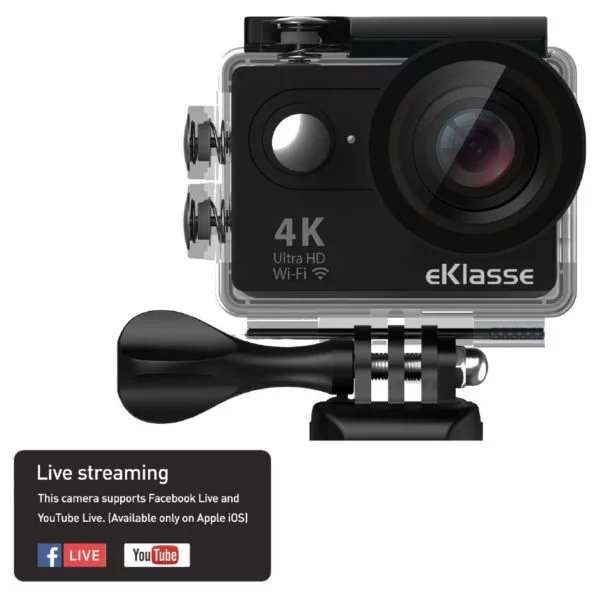 4K
Ultra HD
Wi-Fi
eKlasse
Live streaming
This camera supports Facebook Live and
YouTube Live. (Available only on Apple iOS)
f LIVE YouTube